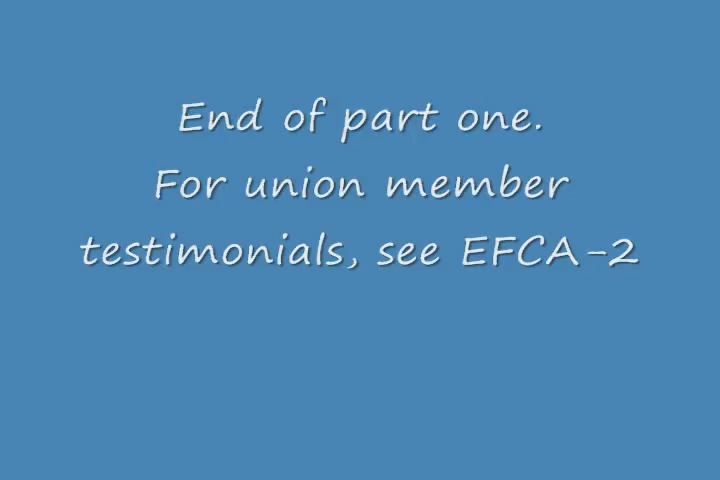 End of part one.
For union member
testimonials, see EFCA-2